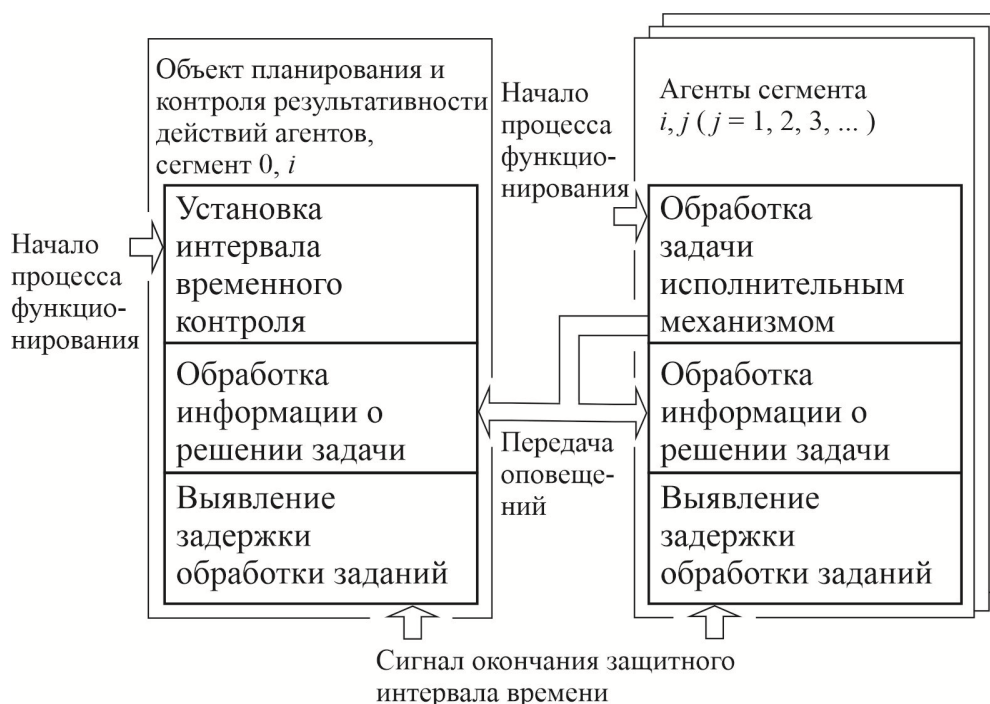 Объект планирования и
контроля результативности
действий агентов,
сегмент 0, i
Начало
процесса
функцио-
нирования
Установка
интервала
временного
контроля
Обработка
информации о
решении задачи
Выявление
задержки
обработки заданий
Начало
процесса
функцио-
нирования
Передача
оповеще-
ний
Агенты сегмента
i, j ( j = 1, 2, 3, ... )
Обработка
задачи
исполнительным
механизмом
Обработка
информации о
решении задачи
Выявление
задержки
обработки заданий
Сигнал окончания защитного
интервала времени